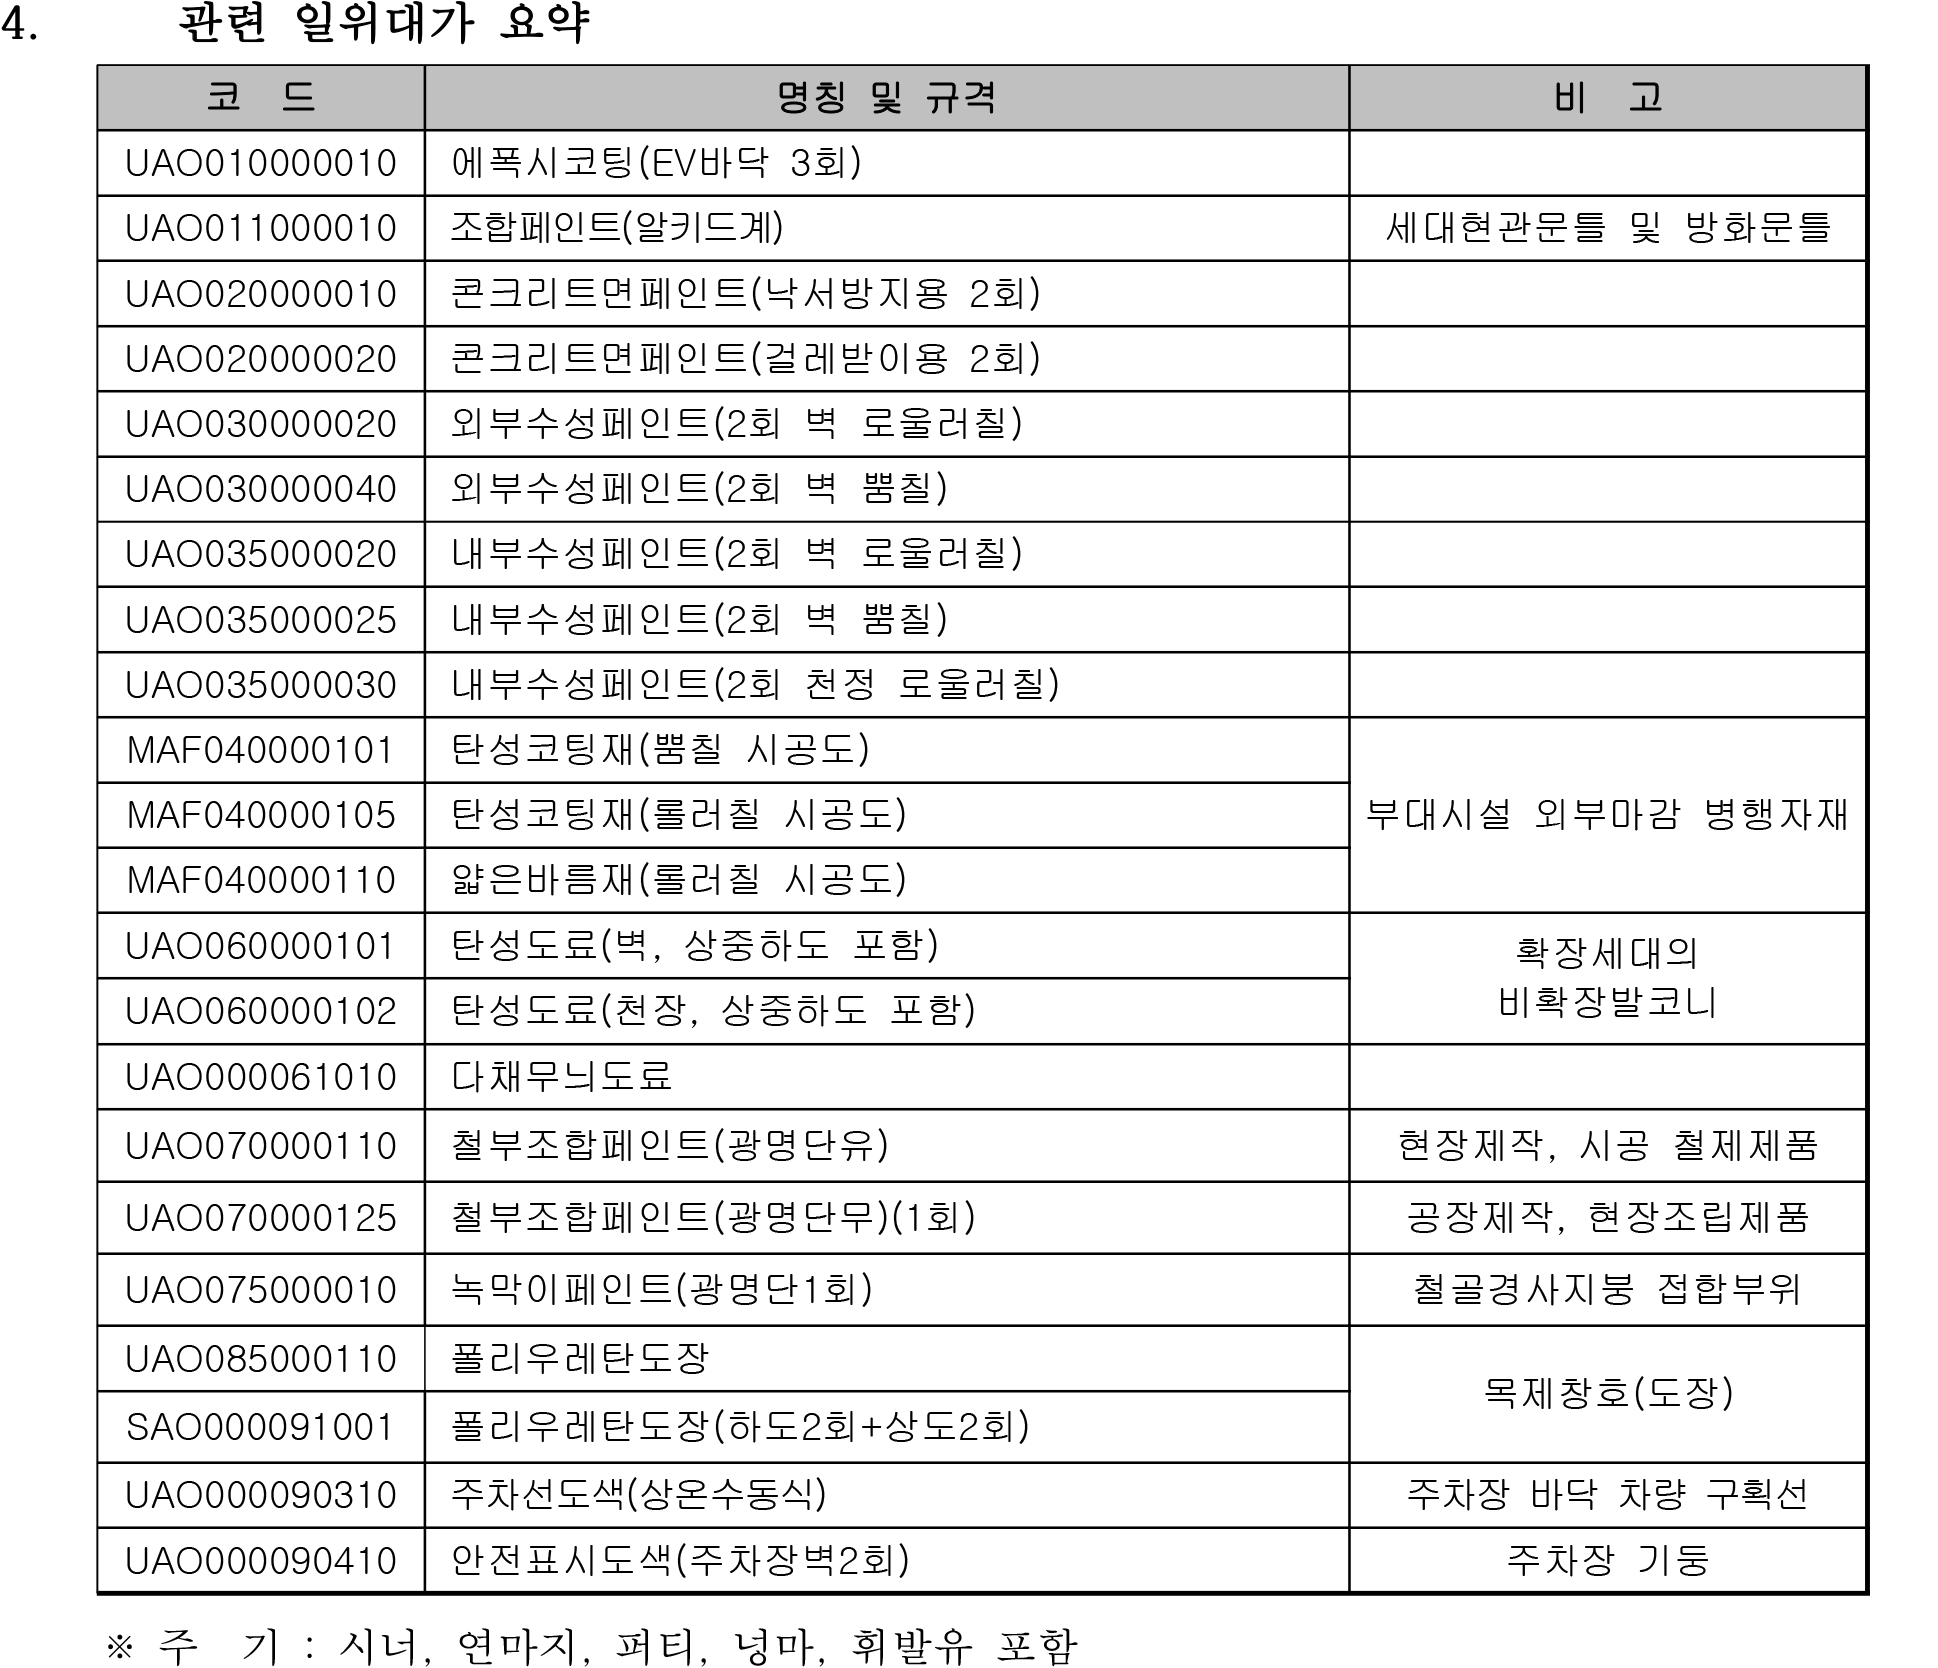 4. 관련 일위대가 요약
코 드 명칭 및 규격 비 고
UAO010000010 에폭시코팅(EV바닥 3회)
UAO011000010 조합페인트(알키드계) 세대현관문틀 및 방화문틀
UAO020000010 콘크리트면페인트(낙서방지용 2회)
UAO020000020 콘크리트면페인트(걸레받이용 2회)
UAO030000020 외부수성페인트(2회 벽 로울러칠)
UAO030000040 외부수성페인트(2회 벽 뿜칠)
UAO035000020 내부수성페인트(2회 벽 로울러칠)
UAO035000025 내부수성페인트(2회 벽 뿜칠)
UAO035000030 내부수성페인트(2회 천정 로울러칠)
MAF040000101 탄성코팅재(뿜칠 시공도)
MAF040000105 탄성코팅재(롤러칠 시공도) 부대시설 외부마감 병행자재
MAF040000110 얇은바름재(롤러칠 시공도)
UAO060000101 탄성도료(벽, 상중하도 포함) 확장세대의
UAO060000102 탄성도료(천장, 상중하도 포함) 비확장발코니
UAO000061010 다채무늬도료
UAO070000110 철부조합페인트(광명단유) 현장제작, 시공 철제제품
UAO070000125 철부조합페인트(광명단무)(1회) 공장제작, 현장조립제품
UAO075000010 녹막이페인트(광명단1회) 철골경사지붕 접합부위
UAO085000110 폴리우레탄도장
목제창호(도장)
SAO000091001 폴리우레탄도장(하도2회+상도2회)
UAO000090310 주차선도색(상온수동식) 주차장 바닥 차량 구획선
UAO000090410 안전표시도색(주차장벽2회) 주차장 기둥
※ 주 기 : 시너, 연마지, 퍼티, 넝마, 휘발유 포함